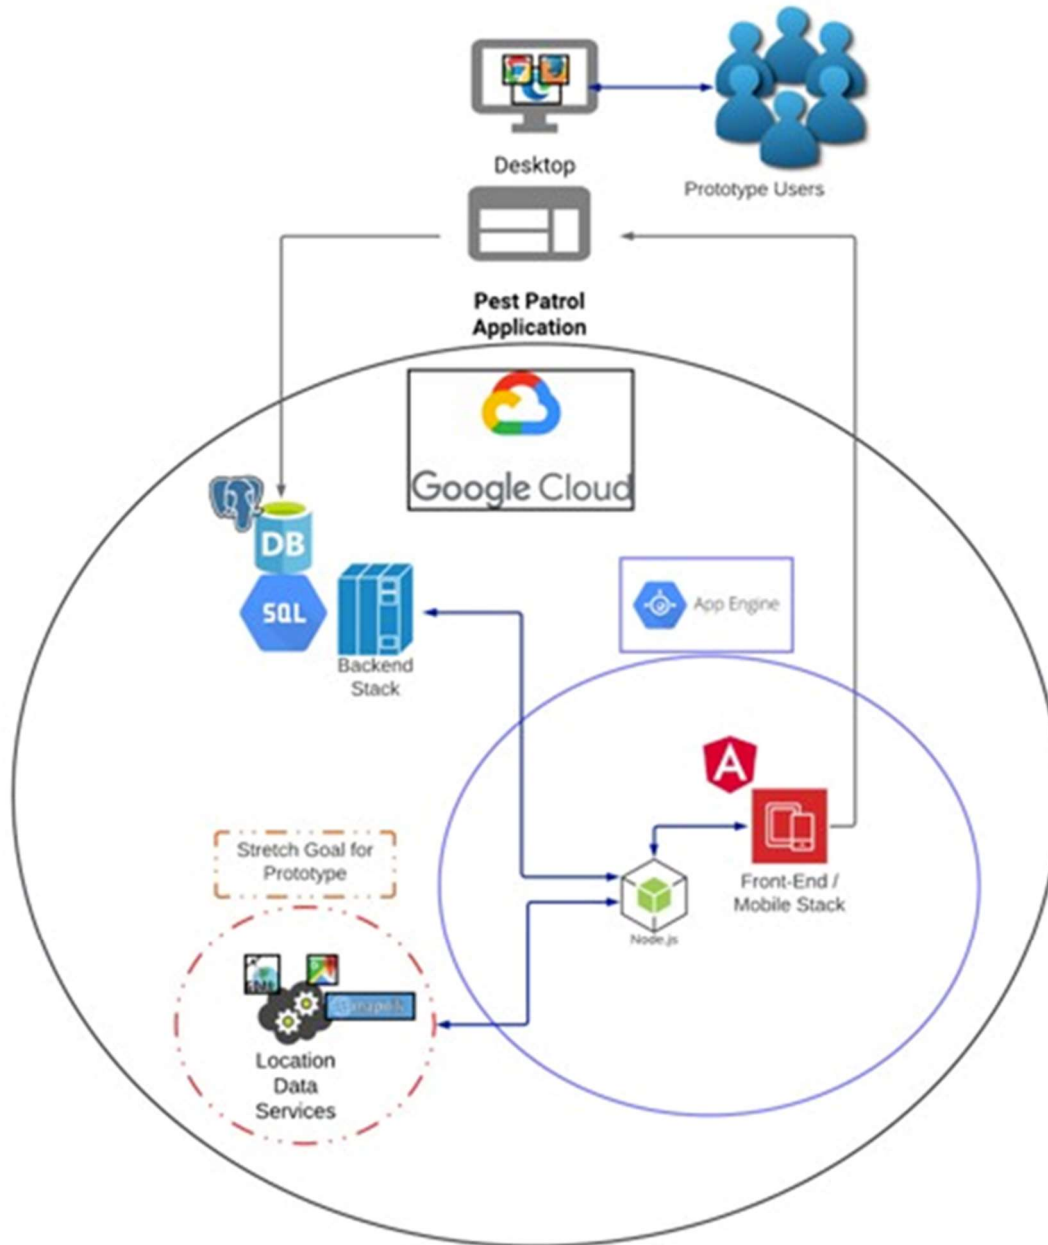 Desktop
Prototype Users
Pest Patrol
Application
Google Cloud
DB
SQL
Backend
Stack
App Engine
Stretch Goal for
Prototype
Front-End /
Mobile Stack
Node.js
Location
Data
Services